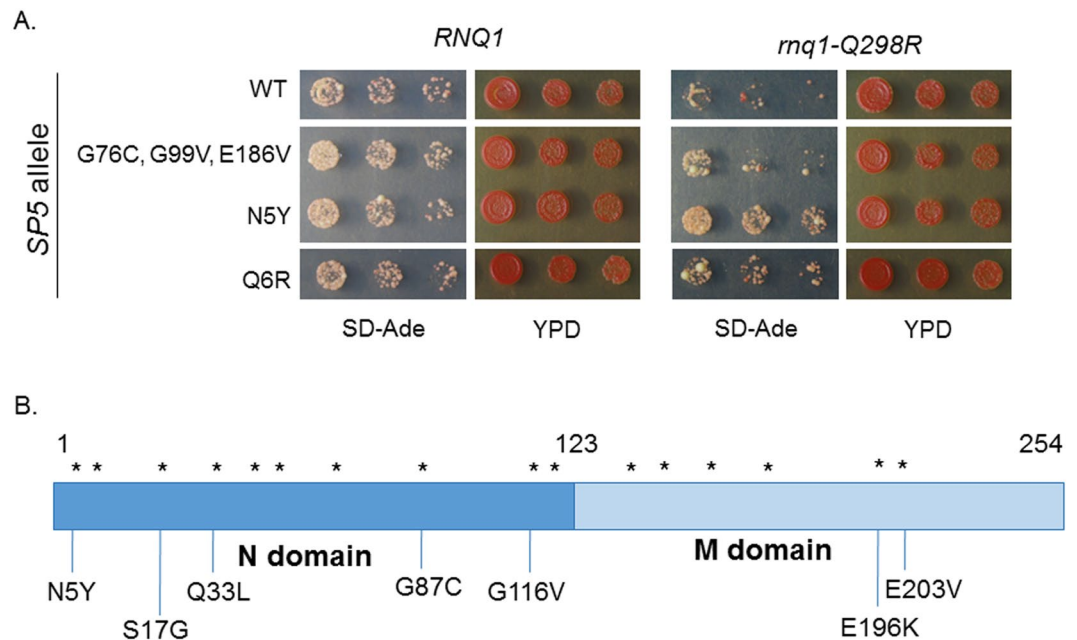 A.
RNQ1
rnq1-Q298R
SP5 allele
WT
G76C, G99V, E186V
N5Y
Q6R
SD-Ade
YPD
SD-Ade
YPD
B.
1
123
254
* * * * * * * * * * * * * * * *
N domain
M domain
N5Y
S17G
Q33L
G87C
G116V
E196K
E203V